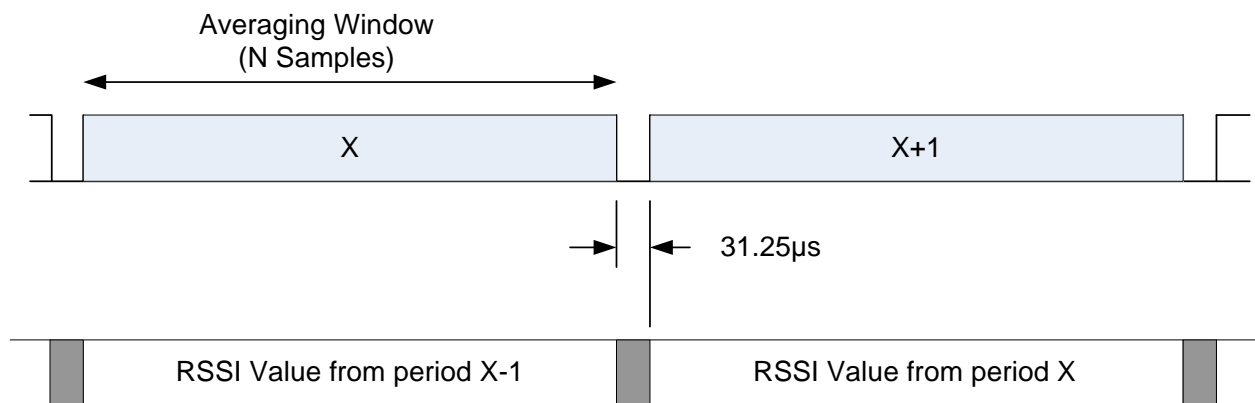 Averaging Window
(N Samples)
X
X+1
31.25µs
RSSI Value from period X-1
RSSI Value from period X